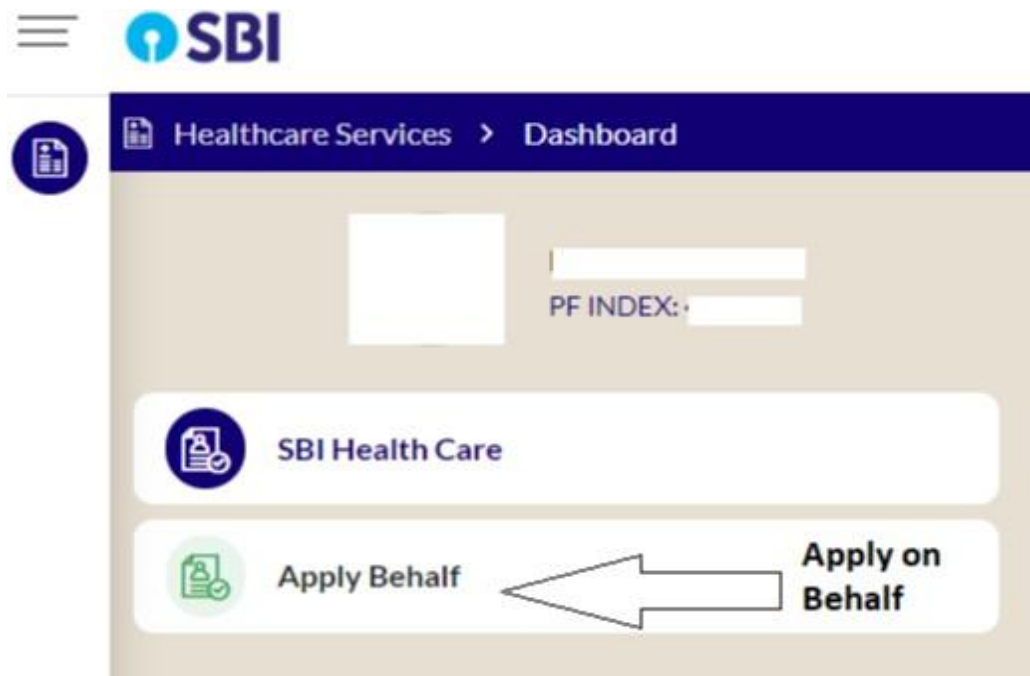 SBI
Healthcare Services > Dashboard
PF INDEX:
SBI Health Care
Apply Behalf
Apply on
Behalf